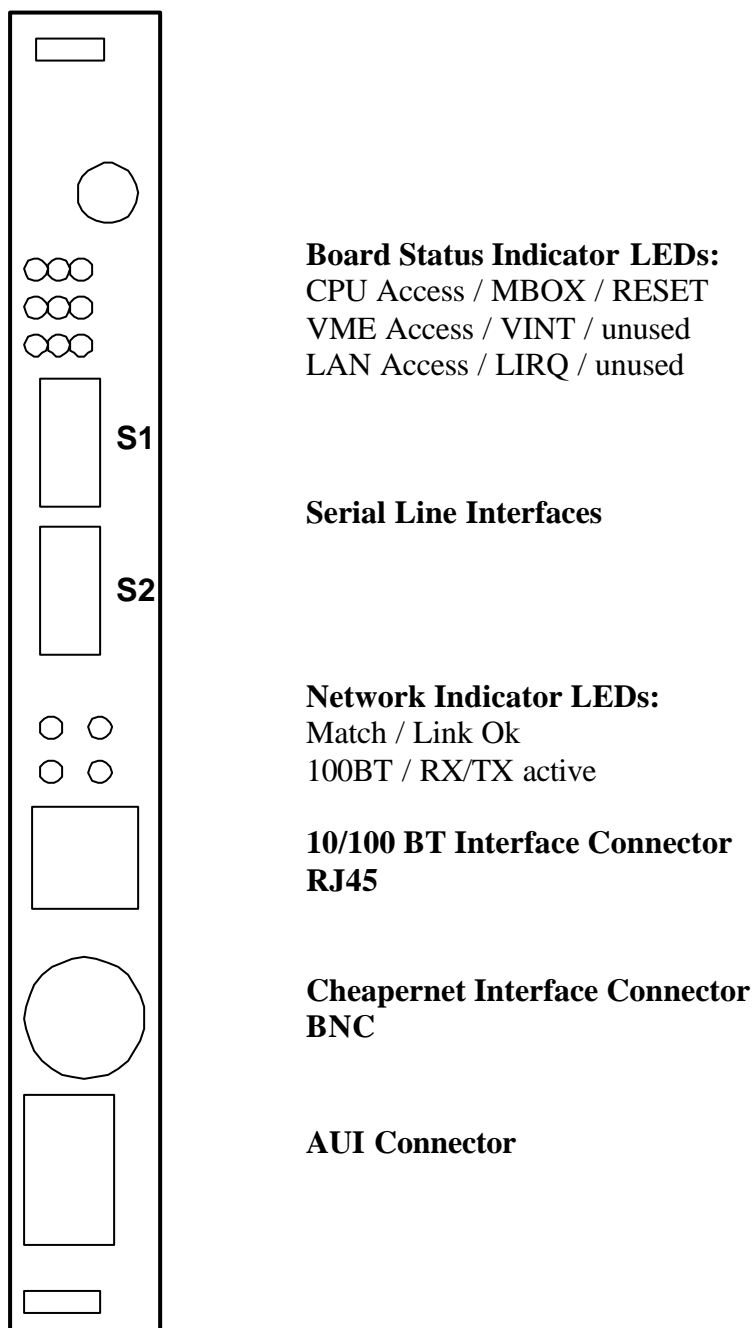 Board Status Indicator LEDs:
CPU Access / MBOX / RESET
VME Access / VINT / unused
LAN Access / LIRQ / unused
S1
Serial Line Interfaces
S2
Network Indicator LEDs:
Match / Link Ok
100BT / RX/TX active
10/100 BT Interface Connector
RJ45
Cheapernet Interface Connector
BNC
AUI Connector